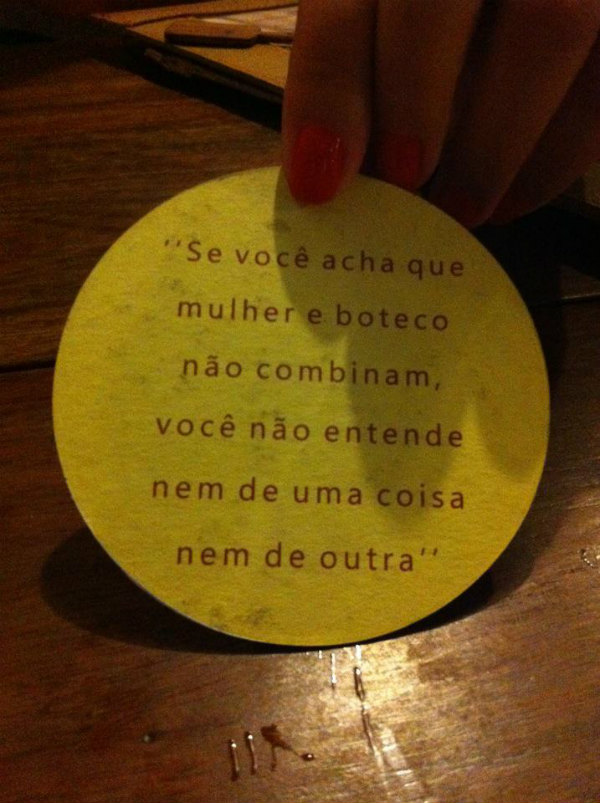 ''Se você acha que
mulher e boteco
não combinam,
você não entende
nem de uma coisa
nem de outra''